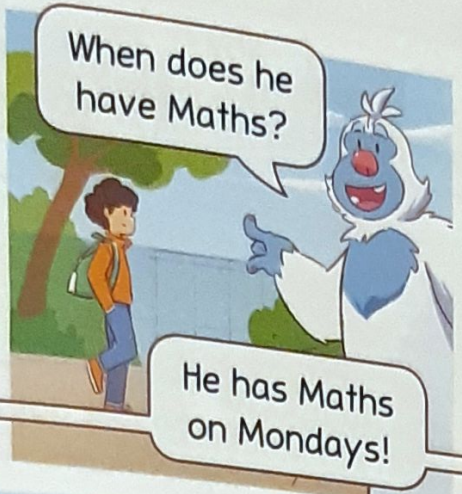 When does he
have Maths?
He has Maths
on Mondays!